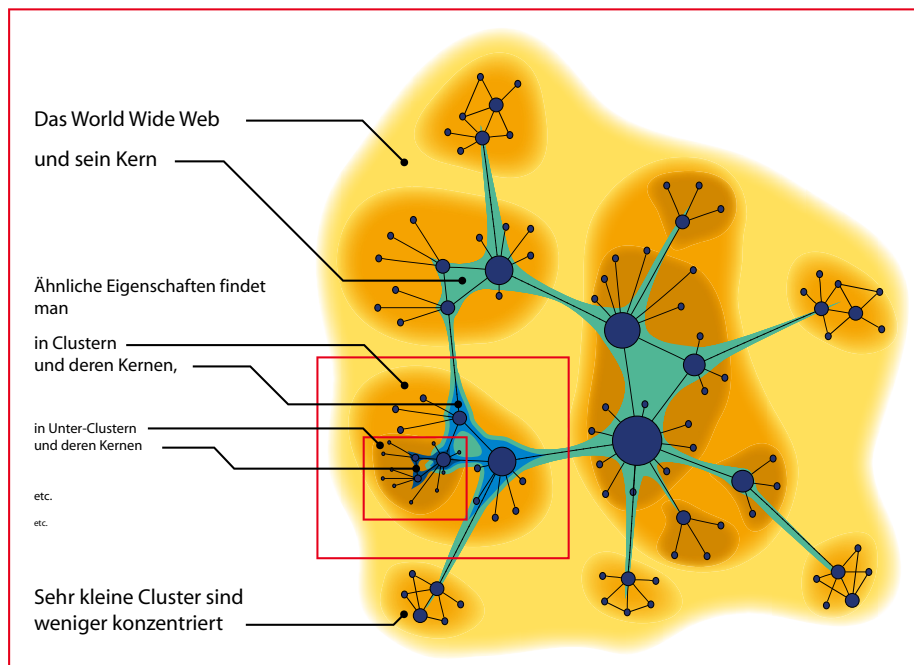 Das World Wide Web
und sein Kern
Ähnliche Eigenschaften findet
man
in Clustern
und deren Kernen,
in Unter-Clustern
und deren Kernen
etc.
etc.
Sehr kleine Cluster sind
weniger konzentriert